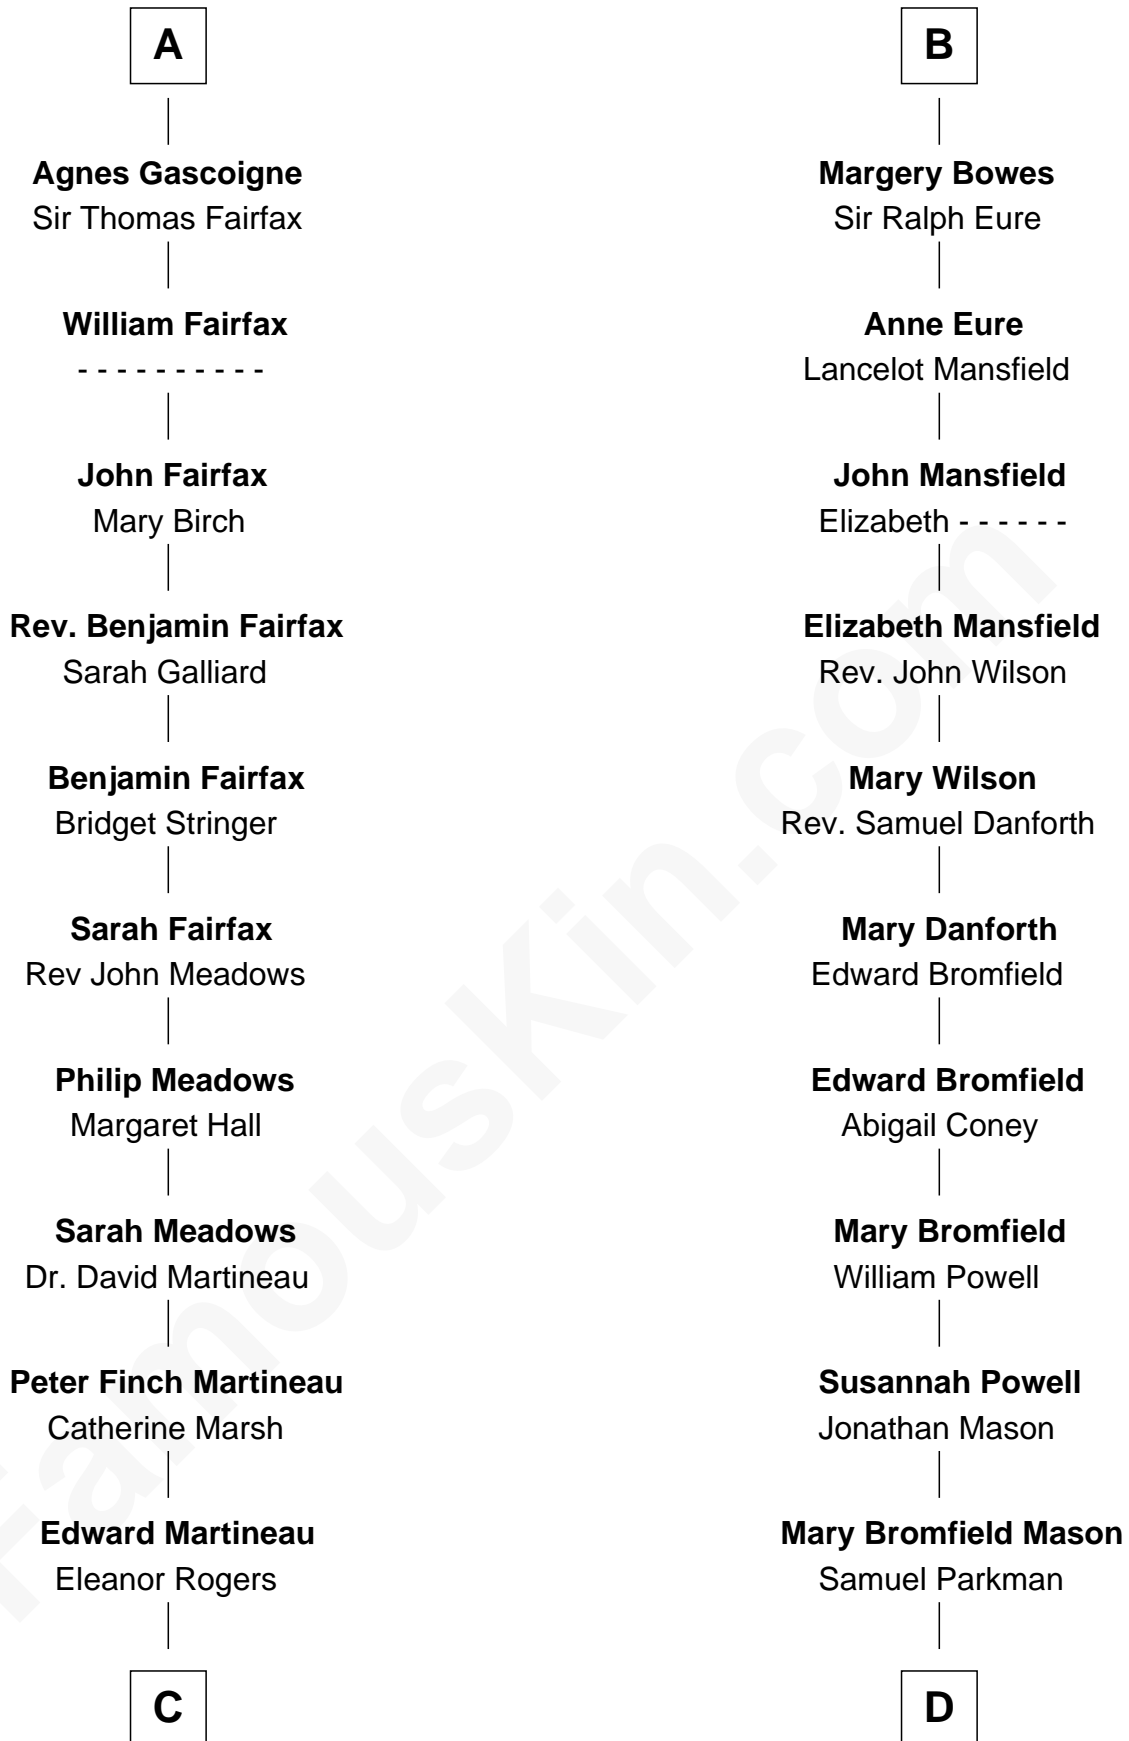 A
Agnes Gascoigne
Sir Thomas Fairfax
William Fairfax
- - - - - - - - - -
John Fairfax
Mary Birch
Rev. Benjamin Fairfax
Sarah Galliard
Benjamin Fairfax
Bridget Stringer
Sarah Fairfax
Rev John Meadows
Philip Meadows
Margaret Hall
Sarah Meadows
Dr. David Martineau
Peter Finch Martineau
Catherine Marsh
Edward Martineau
Eleanor Rogers
C
B
Margery Bowes
Sir Ralph Eure
Anne Eure
Lancelot Mansfield
John Mansfield
Elizabeth - - - - - -
Elizabeth Mansfield
Rev. John Wilson
Mary Wilson
Rev. Samuel Danforth
Mary Danforth
Edward Bromfield
Edward Bromfield
Abigail Coney
Mary Bromfield
William Powell
Susannah Powell
Jonathan Mason
Mary Bromfield Mason
Samuel Parkman
D
FamousKin.com